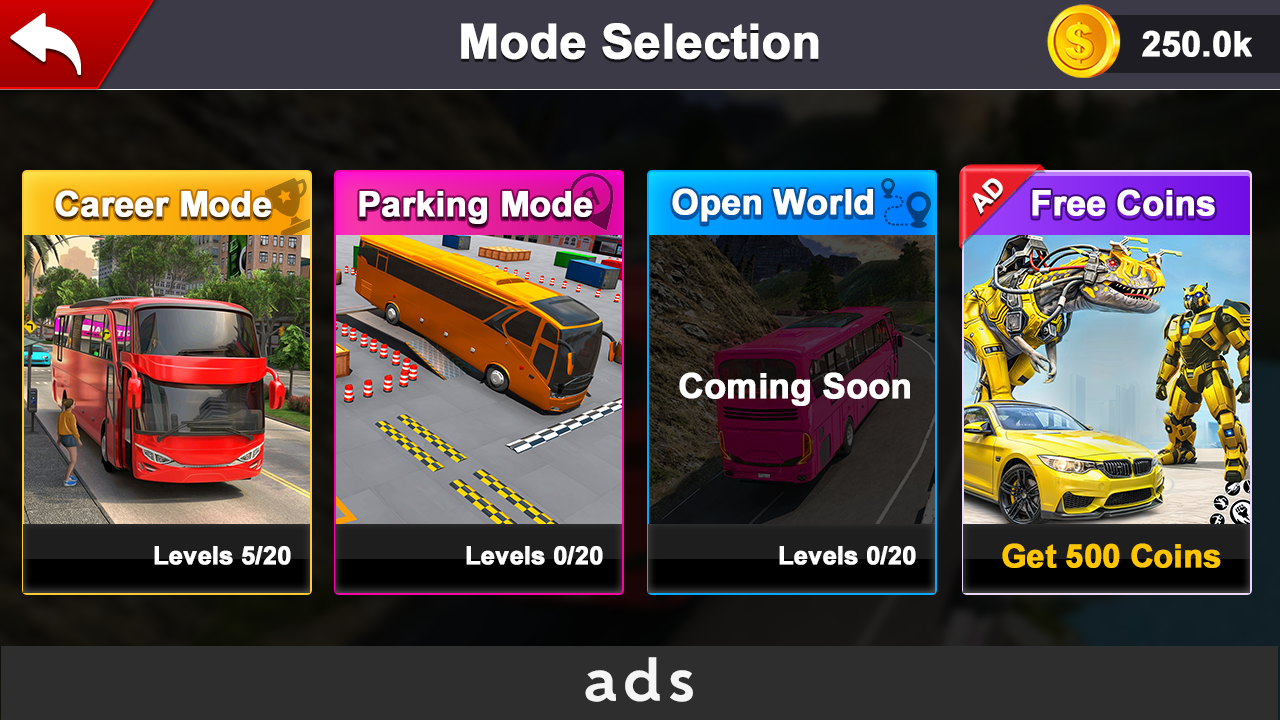 Mode Selection
250.0k
Career Mode
Levels 5/20
Parking Mode
Levels 0/20
Open World
Coming Soon
Levels 0/20
AD
Free Coins
Get 500 Coins
ads